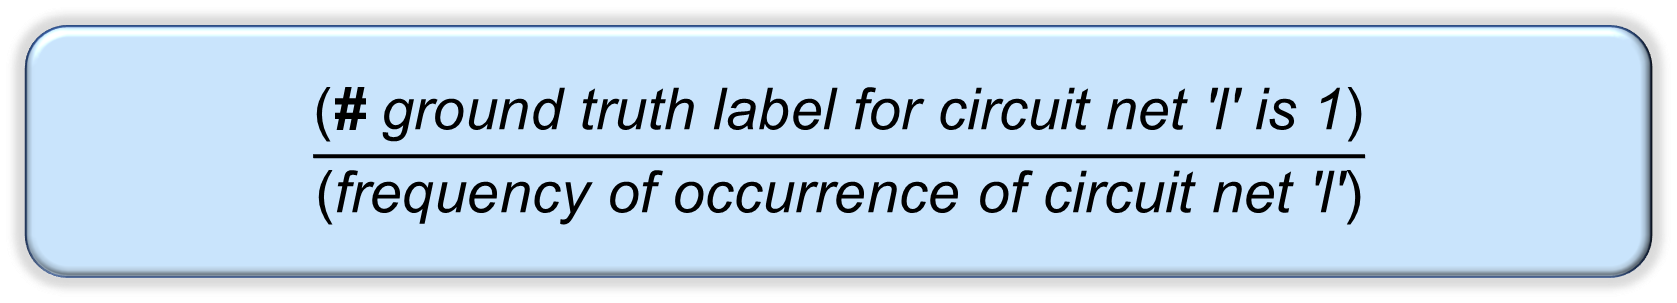 (# ground truth label for circuit net 'l' is 1)
(frequency of occurrence of circuit net 'l')